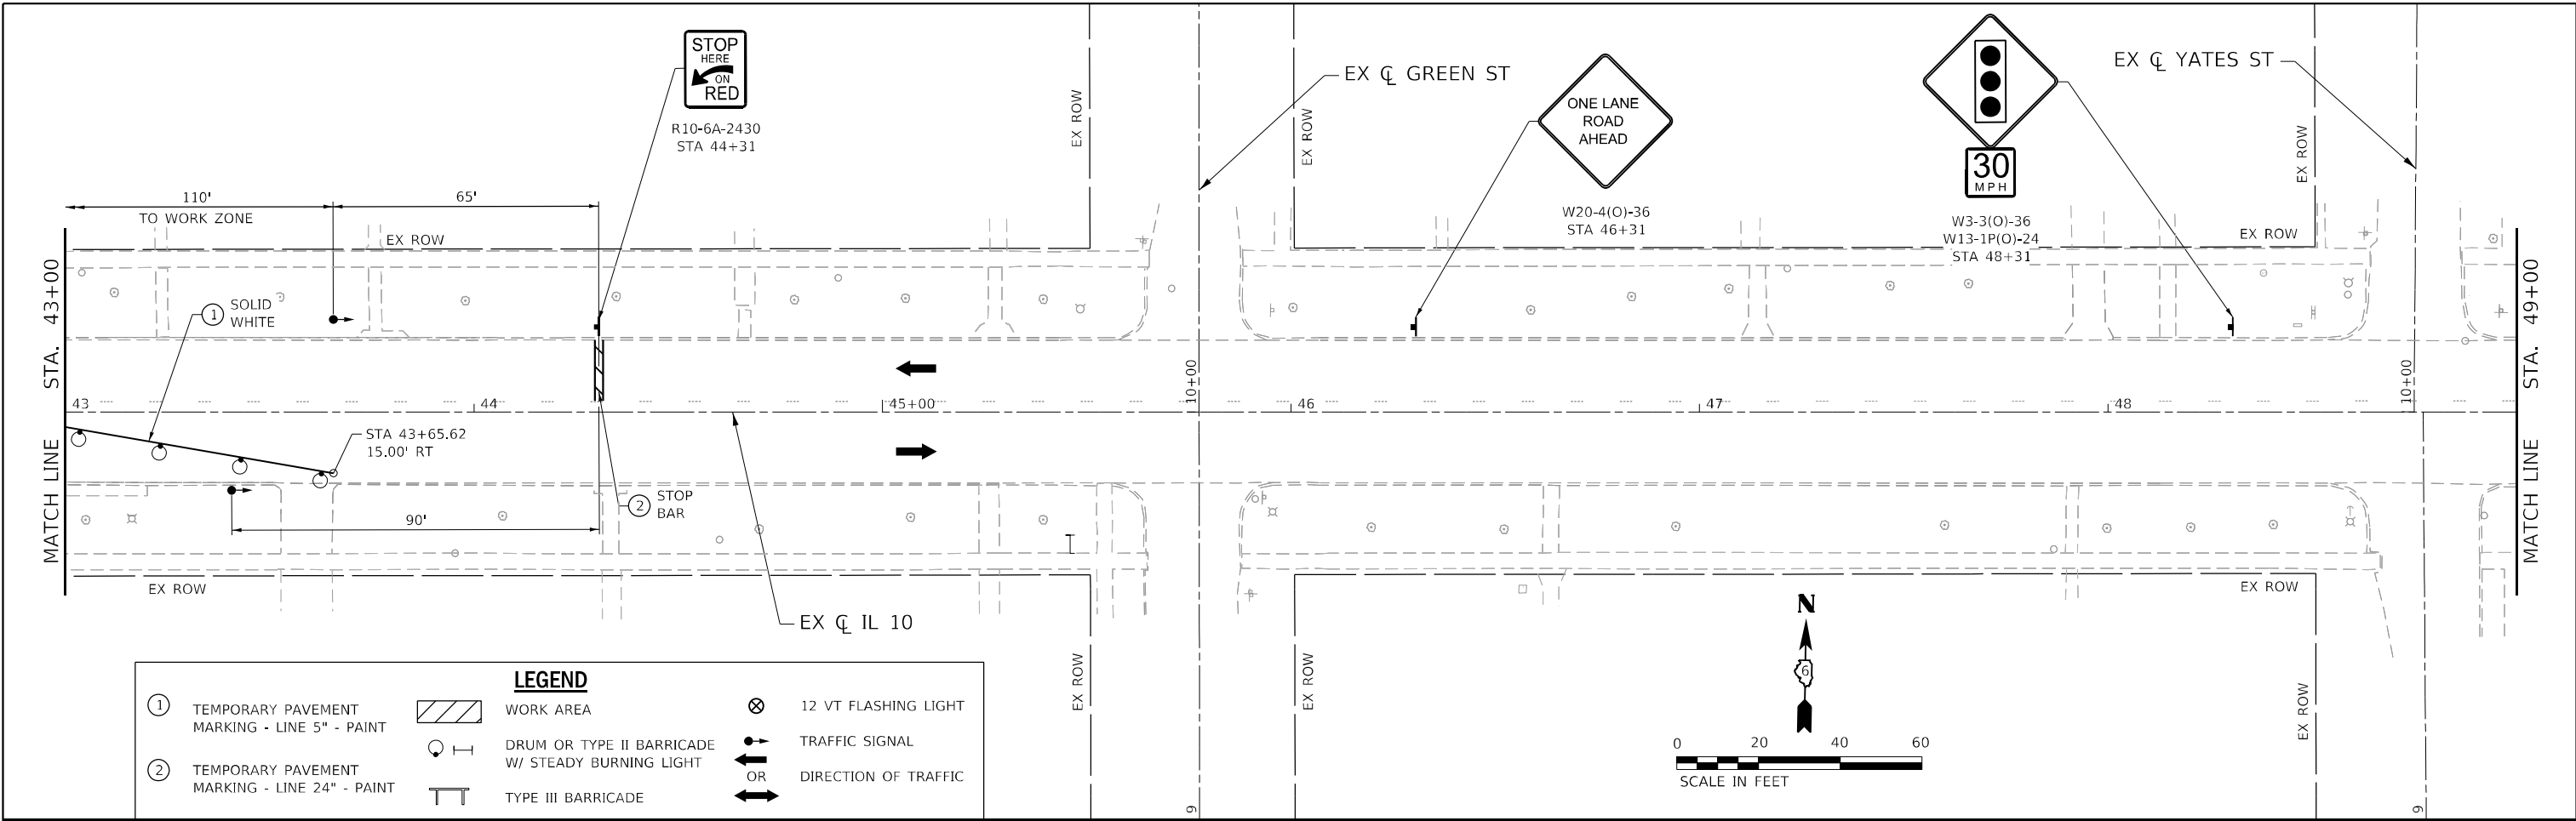 STOP
HERE
ON
RED
R10-6A-2430
STA 44+31
EX ROW
EX ℄ GREEN ST
EX ROW
ONE LANE
ROAD
AHEAD
W20-4(O)-36
STA 46+31
30
MPH
W3-3(O)-36
W13-1P(O)-24
STA 48+31
EX ℄ YATES ST
EX ROW
110'
TO WORK ZONE
65'
EX ROW
EX ROW
MATCH LINE STA. 43+00
1 SOLID
WHITE
10+00
10+00
MATCH LINE STA. 49+00
43
44
45+00
46
47
48
STA 43+65.62
15.00' RT
2 STOP
BAR
90'
EX ROW
EX ROW
EX ℄ IL 10
EX ROW
EX ROW
EX ROW
9
9
N
6
0 20 40 60
SCALE IN FEET
LEGEND
1 TEMPORARY PAVEMENT
MARKING - LINE 5" - PAINT
2 TEMPORARY PAVEMENT
MARKING - LINE 24" - PAINT
WORK AREA
DRUM OR TYPE II BARRICADE
W/ STEADY BURNING LIGHT
TYPE III BARRICADE
12 VT FLASHING LIGHT
TRAFFIC SIGNAL
OR
DIRECTION OF TRAFFIC